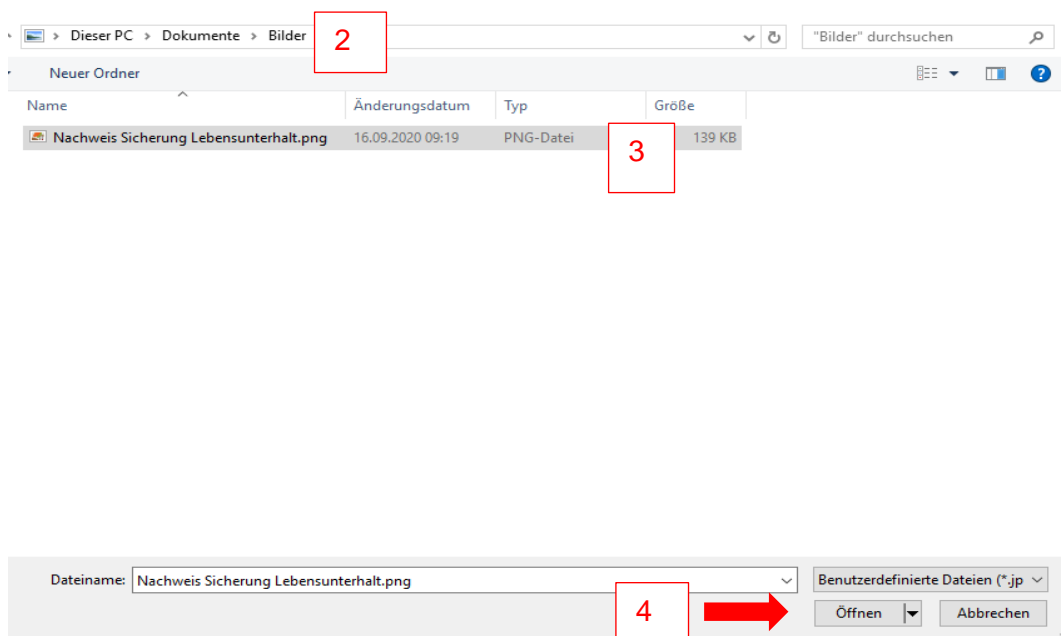 Dieser PC > Dokumente > Bilder 2 "Bilder" durchsuchen
Neuer Ordner
Name Änderungsdatum Typ Größe
Nachweis Sicherung Lebensunterhalt.png 16.09.2020 09:19 PNG-Datei 3 139 KB
Dateiname: Nachweis Sicherung Lebensunterhalt.png Benutzerdefinierte Dateien (*.jp
4 Öffnen Abbrechen